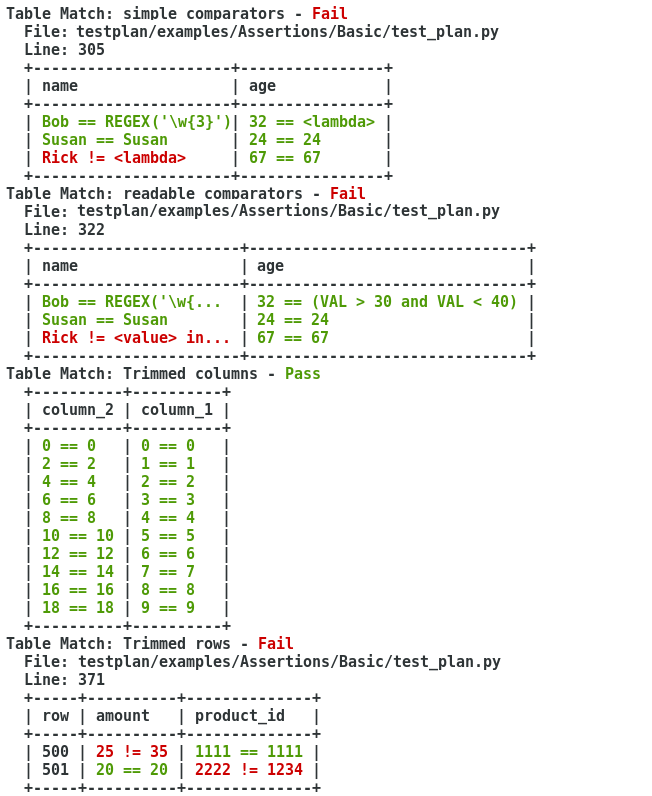 Table Match: simple comparators - Fail
  File: testplan/examples/Assertions/Basic/test_plan.py
  Line: 305
  +----------------------+----------------+
  | name                 | age            |
  +----------------------+----------------+
  | Bob == REGEX('\w{3}')| 32 == <lambda> |
  | Susan == Susan       | 24 == 24       |
  | Rick != <lambda>     | 67 == 67       |
  +----------------------+----------------+
Table Match: readable comparators - Fail
  File: testplan/examples/Assertions/Basic/test_plan.py
  Line: 322
  +-----------------------+-------------------------------+
  | name                  | age                           |
  +-----------------------+-------------------------------+
  | Bob == REGEX('\w{...  | 32 == (VAL > 30 and VAL < 40) |
  | Susan == Susan        | 24 == 24                      |
  | Rick != <value> in... | 67 == 67                      |
  +-----------------------+-------------------------------+
Table Match: Trimmed columns - Pass
  +----------+----------+
  | column_2 | column_1 |
  +----------+----------+
  | 0 == 0   | 0 == 0   |
  | 2 == 2   | 1 == 1   |
  | 4 == 4   | 2 == 2   |
  | 6 == 6   | 3 == 3   |
  | 8 == 8   | 4 == 4   |
  | 10 == 10 | 5 == 5   |
  | 12 == 12 | 6 == 6   |
  | 14 == 14 | 7 == 7   |
  | 16 == 16 | 8 == 8   |
  | 18 == 18 | 9 == 9   |
  +----------+----------+
Table Match: Trimmed rows - Fail
  File: testplan/examples/Assertions/Basic/test_plan.py
  Line: 371
  +-----+----------+--------------+
  | row | amount   | product_id   |
  +-----+----------+--------------+
  | 500 | 25 != 35 | 1111 == 1111 |
  | 501 | 20 == 20 | 2222 != 1234 |
  +-----+----------+--------------+